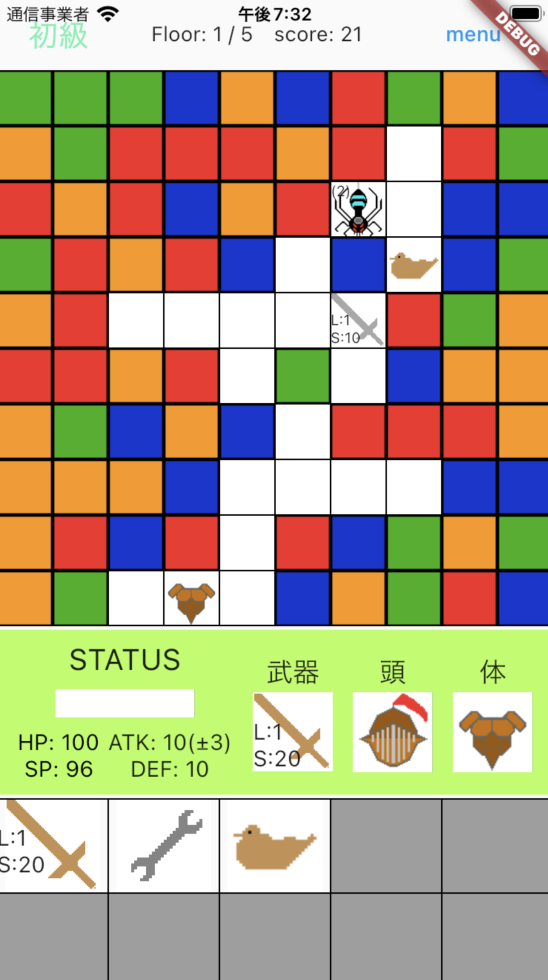 通信事業者 午後7:32
DEBUG
初級 Floor: 1 / 5 score: 21 menu
(2)
L:1
S:10
STATUS 武器 頭 体
HP: 100 ATK: 10(±3)
SP: 96 DEF: 10
L:1
S:20
L:1
S:20